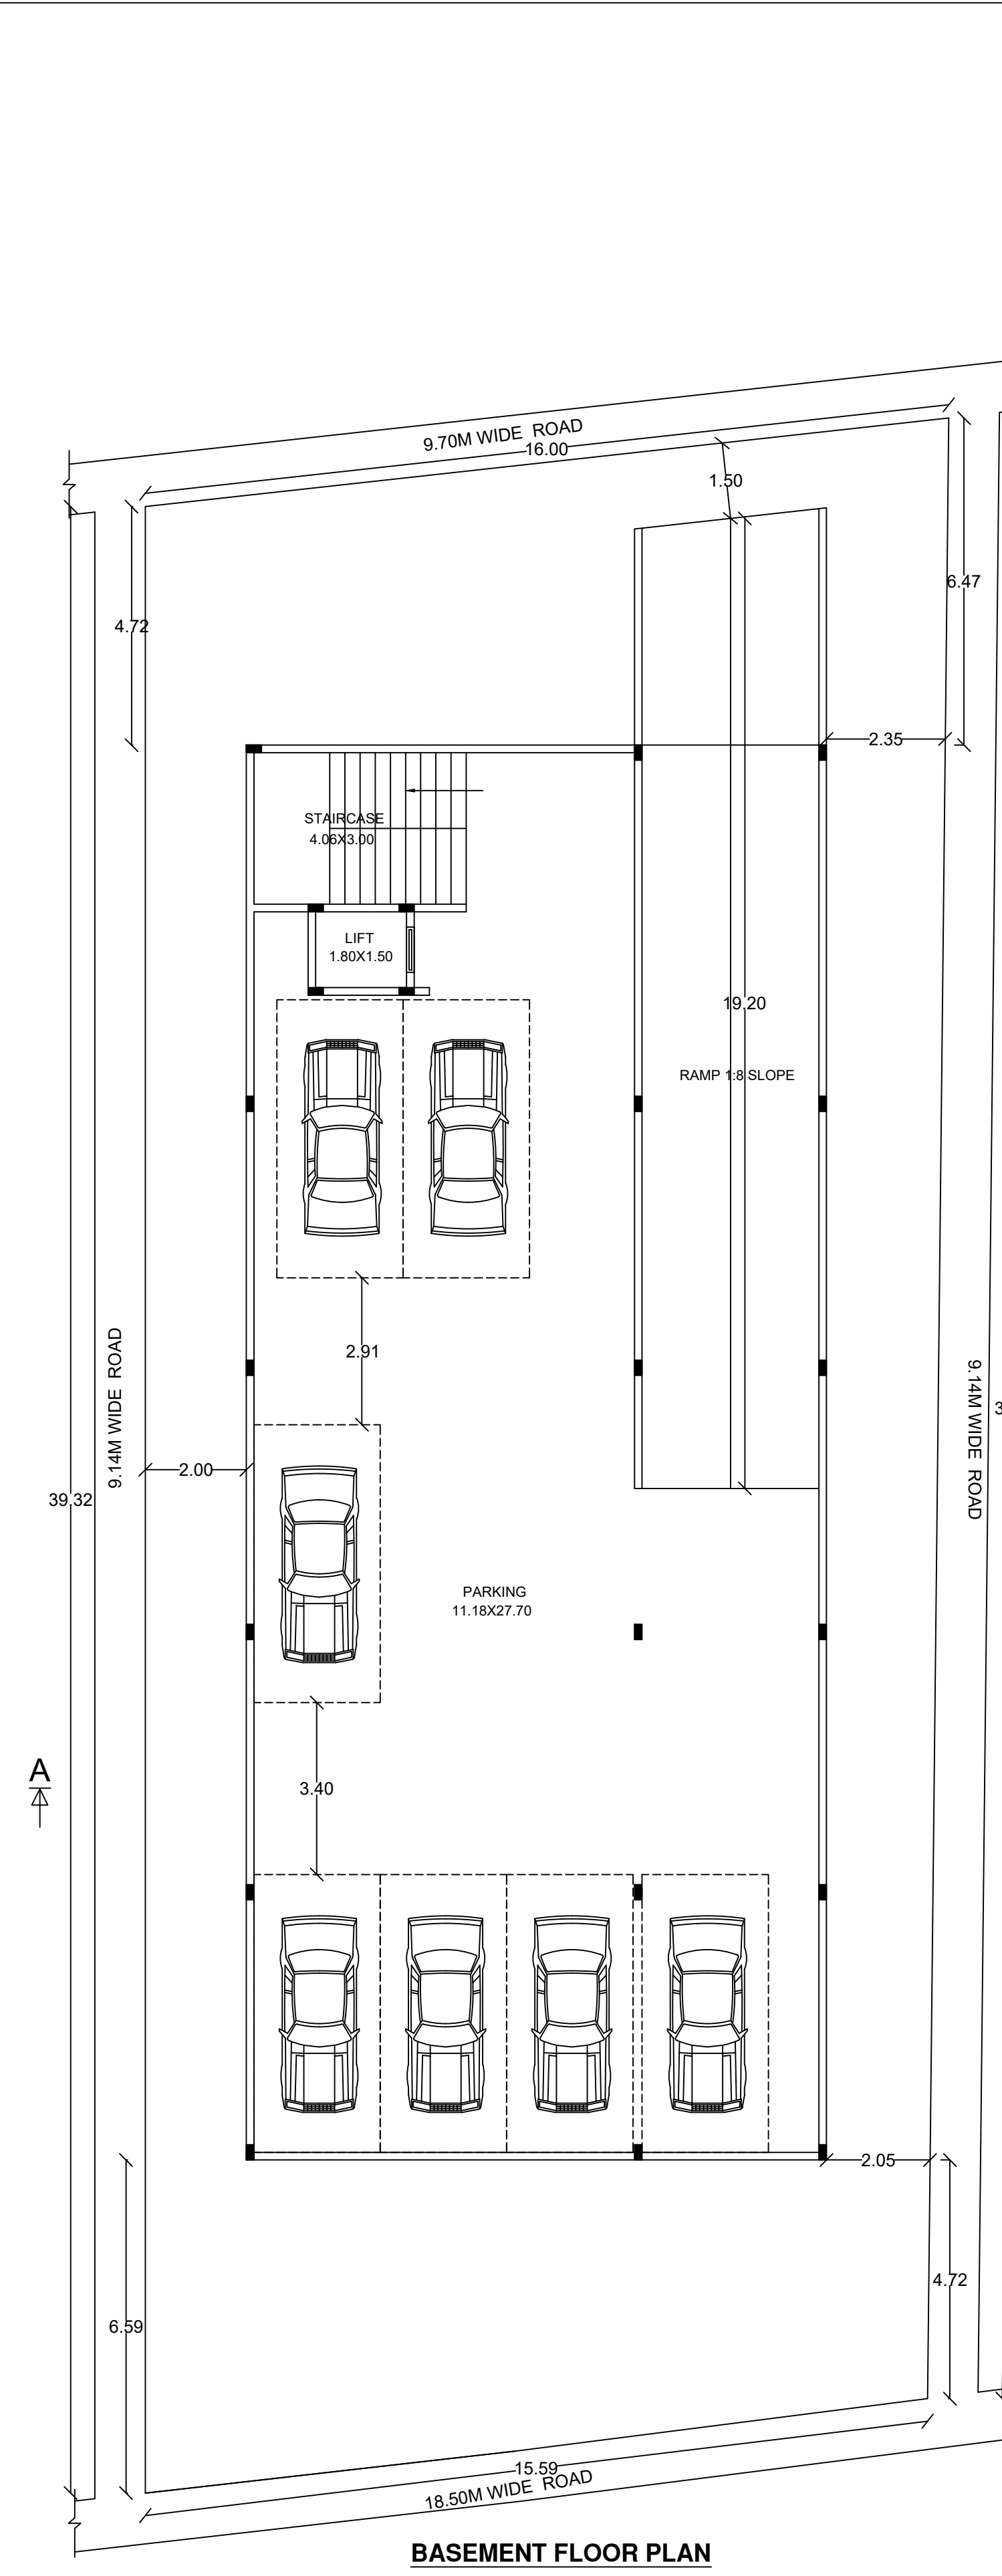 9.70M WIDE ROAD
16.00
1.50
6.47
4.72
2.35
STAIRCASE
4.06X3.00
LIFT
1.80X1.50
19.20
RAMP 1:8 SLOPE
2.91
9.14M WIDE ROAD
9.14M WIDE ROAD
3
2.00
39.32
PARKING
11.18X27.70
A
3.40
2.05
4.72
6.59
15.59
18.50M WIDE ROAD
BASEMENT FLOOR PLAN